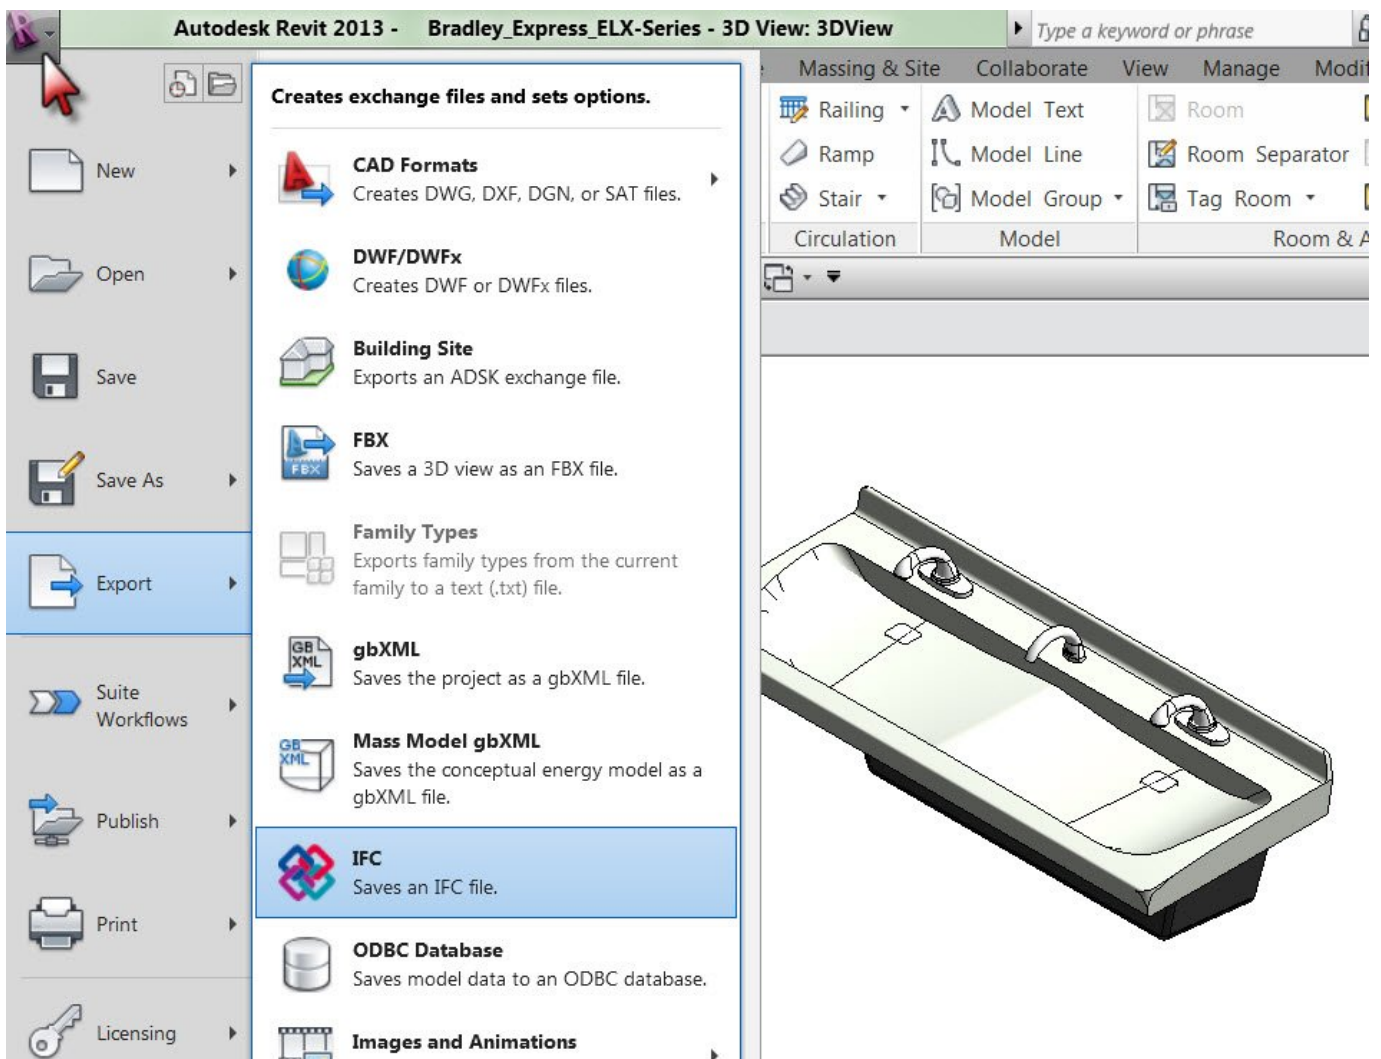 Autodesk Revit 2013 - Bradley_Express_ELX-Series - 3D View: 3DView
Type a keyword or phrase
Massing & Site Collaborate View Manage
Railing Model Text Room
Ramp Model Line Room Separator
Stair Model Group Tag Room
Circulation Model Room &
New
Open
Save
Save As
Export
Suite
Workflows
Publish
Print
Licensing
Creates exchange files and sets options.
CAD Formats
Creates DWG, DXF, DGN, or SAT files.
DWF/DWFx
Creates DWF or DWFx files.
Building Site
Exports an ADSK exchange file.
FBX
FBX
Saves a 3D view as an FBX file.
Family Types
Exports family types from the current
family to a text (.txt) file.
GB
XML
gbXML
Saves the project as a gbXML file.
GB
XML
Mass Model gbXML
Saves the conceptual energy model as a
gbXML file.
IFC
Saves an IFC file.
ODBC Database
Saves model data to an ODBC database.
Images and Animations